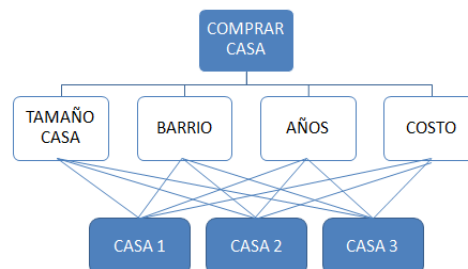 COMPRAR
CASA
TAMAÑO
CASA
BARRIO
AÑOS
COSTO
CASA 1
CASA 2
CASA 3